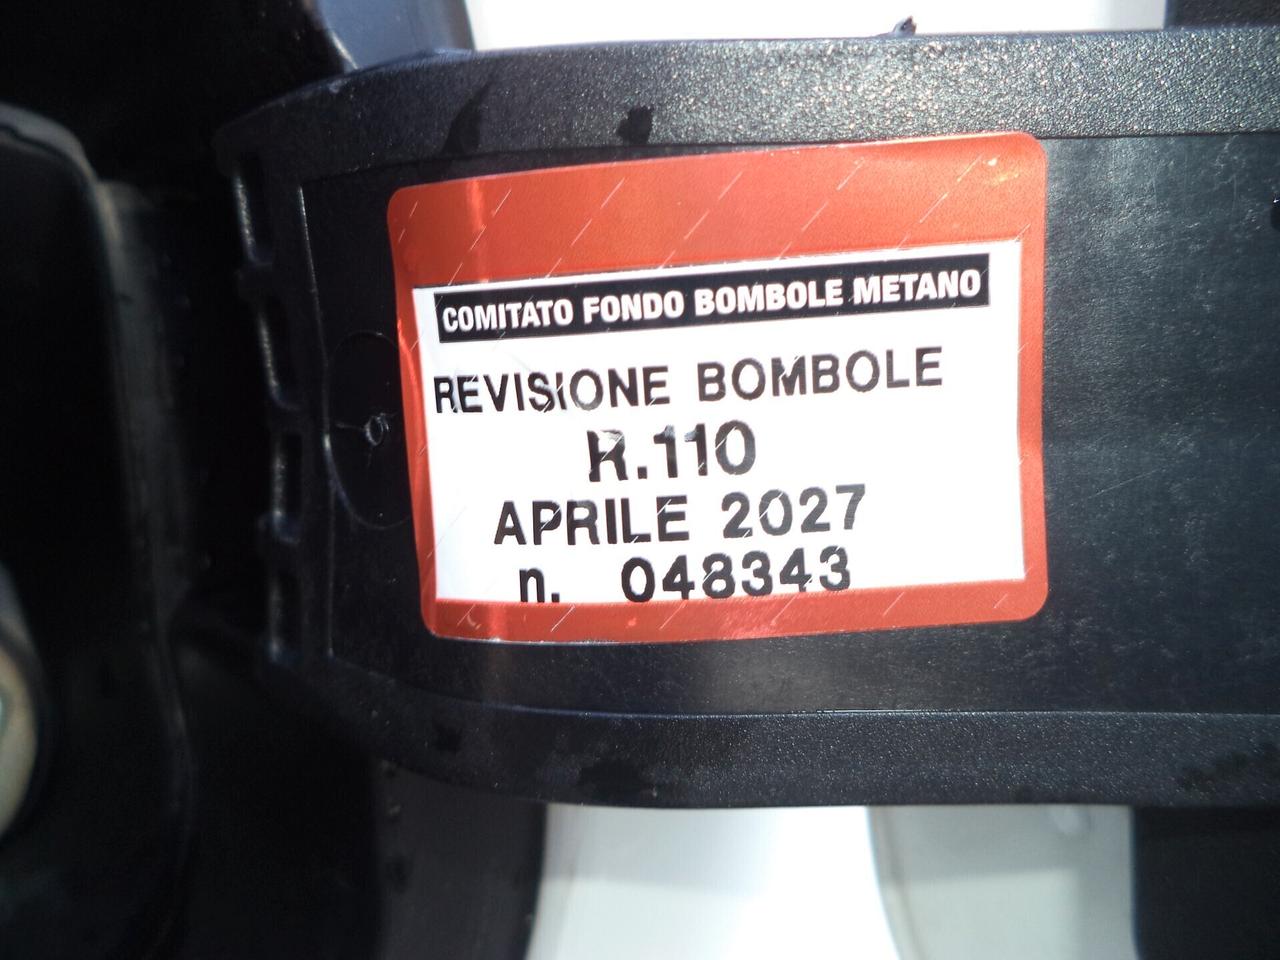 COMITATO FONDO BOMBOLE METANO
REVISIONE BOMBOLE
R.110
APRILE 2027
n. 048343